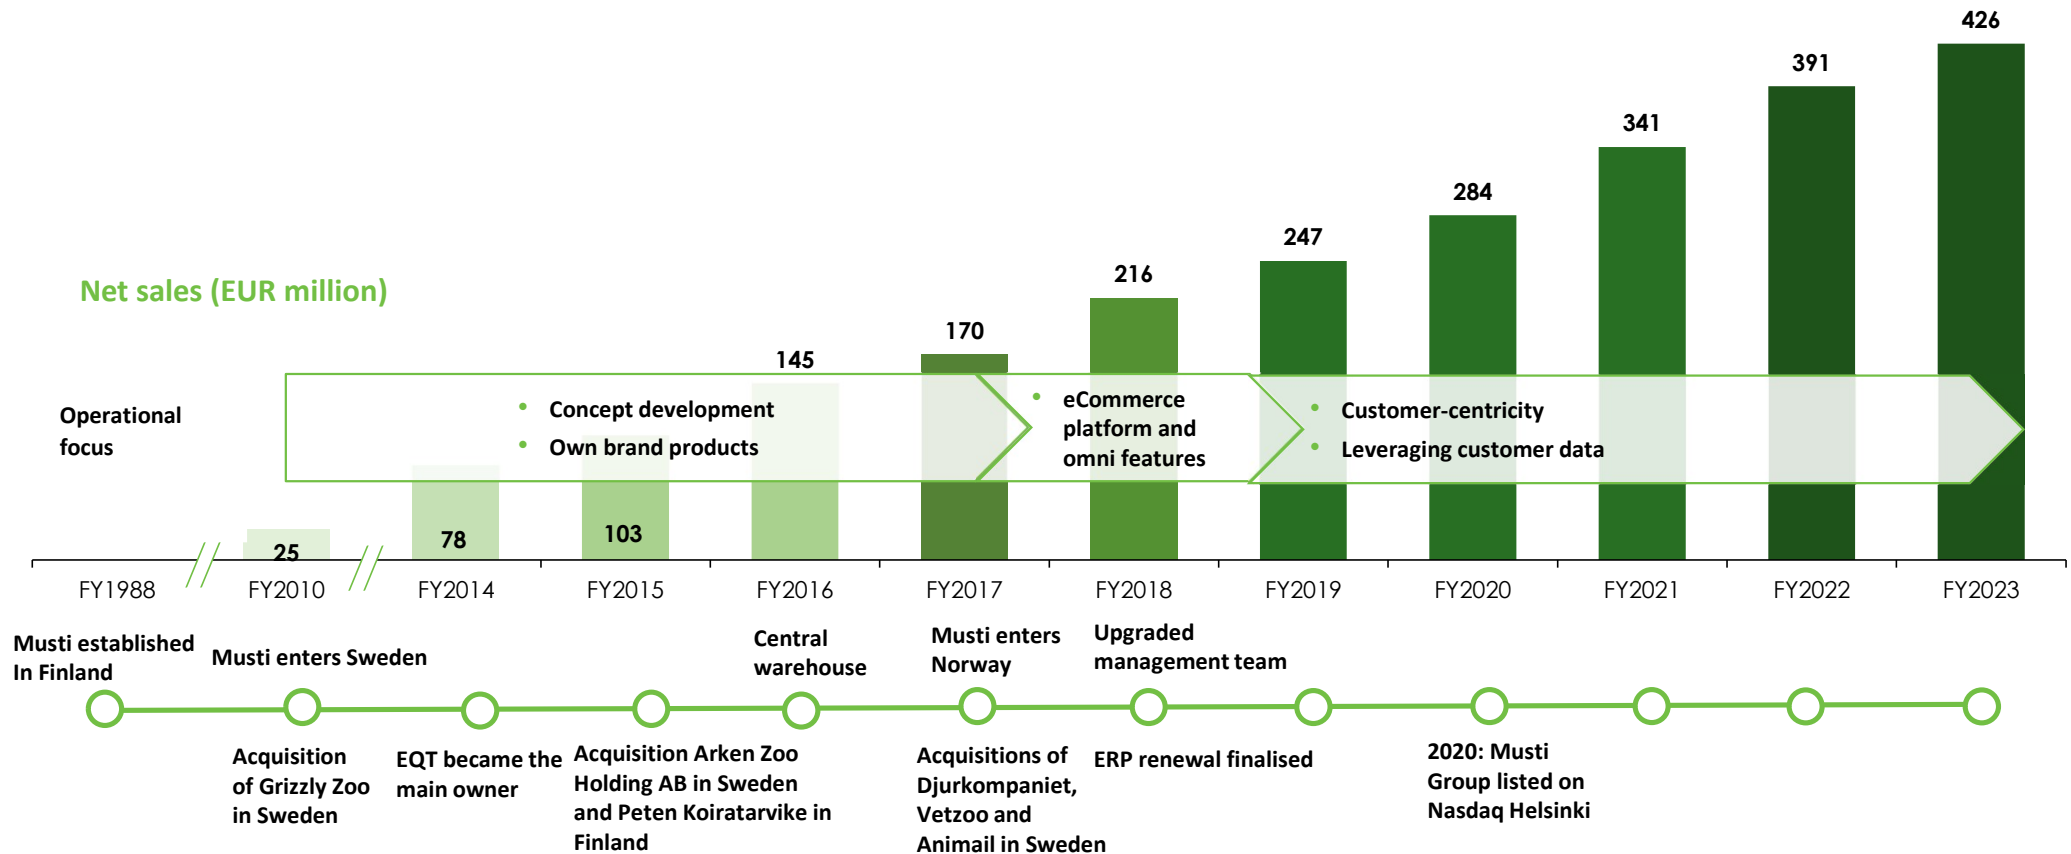 426
391
341
284
247
216
170
145
Net sales (EUR million)
Operational
focus
• Concept development
• Own brand products
• eCommerce
platform and
omni features
• Customer-centricity
• Leveraging customer data
25
78
103
FY1988
FY2010
FY2014
FY2015
FY2016
FY2017
FY2018
FY2019
FY2020
FY2021
FY2022
FY2023
Musti established
In Finland
Musti enters Sweden
Central
warehouse
Musti enters
Norway
Upgraded
management team
Acquisition
of Grizzly Zoo
in Sweden
EQT became the
main owner
Acquisition Arken Zoo
Holding AB in Sweden
and Peten Koiratarvike in
Finland
Acquisitions of
Djurkompaniet,
Vetzoo and
Animail in Sweden
ERP renewal finalised
2020: Musti
Group listed on
Nasdaq Helsinki